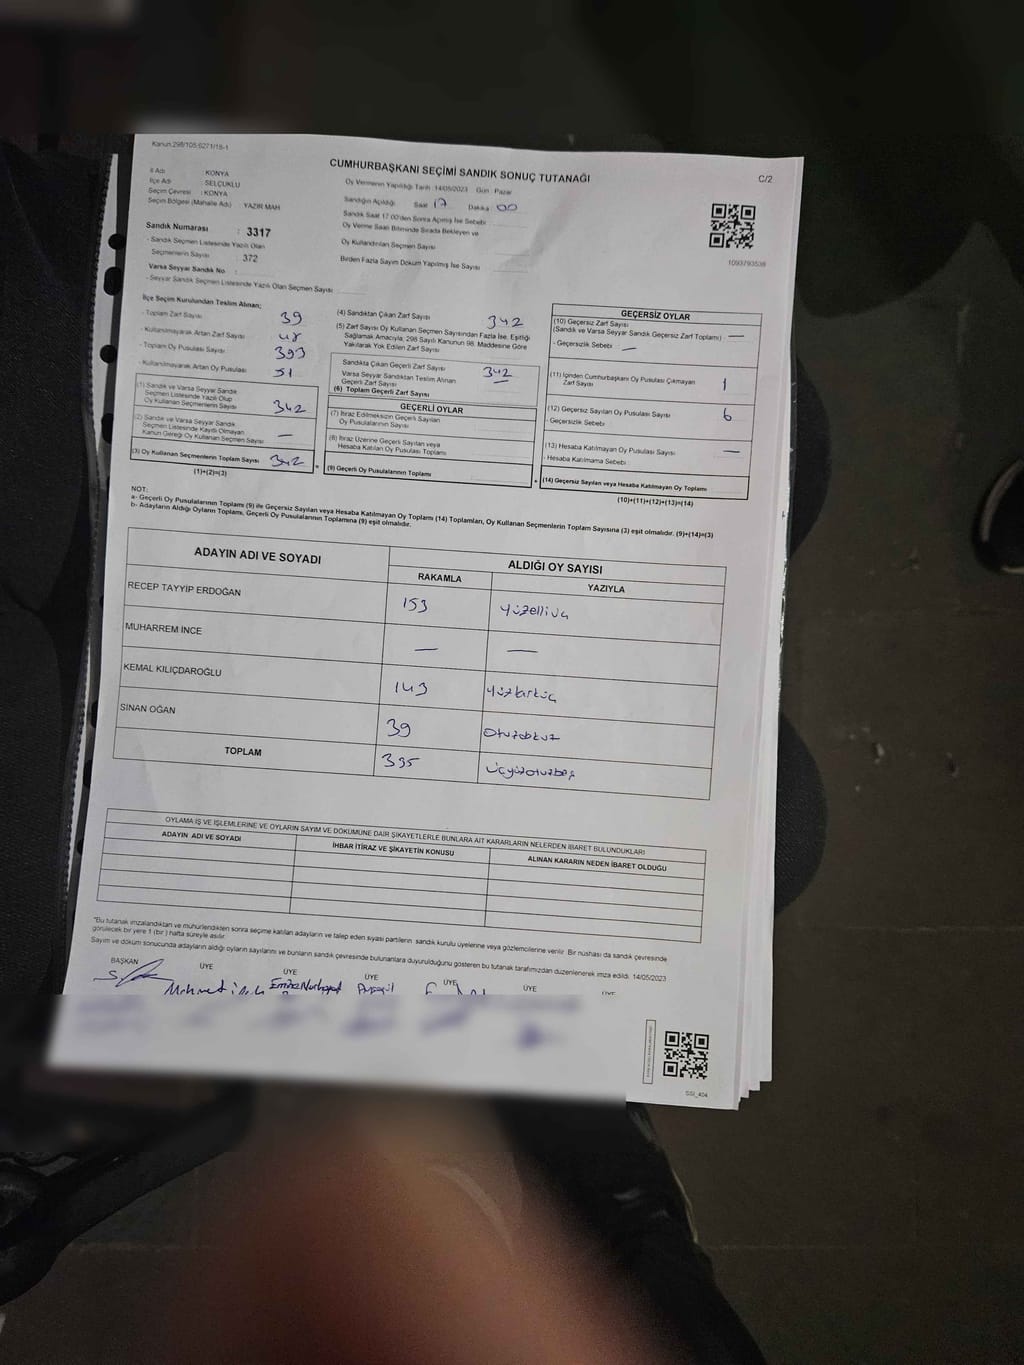 Kanun.298/105-6271/18-1
CUMHURBAŞKANI SEÇİMİ SANDIK SONUÇ TUTANAĞI
C/2
İl Adı : KONYA
İlçe Adı : SELÇUKLU
Seçim Çevresi : KONYA
Seçim Bölgesi (Mahalle Adı) YAZIR MAH
Oy Vermenin Yapıldığı Tarih :14/05/2023 Gün : Pazar
Sandığın Açıldığı Saat 17 Dakika 00
Sandık Saat 17:00'den Sonra Açılmış İse Sebebi
Oy Verme Saati Bitiminde Sırada Bekleyen ve
Oy Kullandırılan Seçmen Sayısı
Birden Fazla Sayım Döküm Yapılmış İse Sayısı
1093793538
Sandık Numarası : 3317
- Sandık Seçmen Listesinde Yazılı Olan
Seçmenlerin Sayısı : 372
Varsa Seyyar Sandık No :
- Seyyar Sandık Seçmen Listesinde Yazılı Olan Seçmen Sayısı
İlçe Seçim Kurulundan Teslim Alınan;
- Toplam Zarf Sayısı 39
- Kullanılmayarak Artan Zarf Sayısı 48
- Toplam Oy Pusulası Sayısı 393
- Kullanılmayarak Artan Oy Pusulası 51
(1) Sandık ve Varsa Seyyar Sandık
Seçmen Listesinde Yazılı Olup
Oy Kullanan Seçmenlerin Sayısı 342
(2) Sandık ve Varsa Seyyar Sandık
Seçmen Listesinde Kayıtlı Olmayan
Kanun Gereği Oy Kullanan Seçmen Sayısı —
(3) Oy Kullanan Seçmenlerin Toplam Sayısı 342
(1)+(2)=(3)
(4) Sandıktan Çıkan Zarf Sayısı 342
(5) Zarf Sayısı Oy Kullanan Seçmen Sayısından Fazla İse, Eşitliği
Sağlamak Amacıyla; 298 Sayılı Kanunun 98. Maddesine Göre
Yakılarak Yok Edilen Zarf Sayısı
Sandıkta Çıkan Geçerli Zarf Sayısı 342
Varsa Seyyar Sandıktan Teslim Alınan
Geçerli Zarf Sayısı —
(6) Toplam Geçerli Zarf Sayısı
GEÇERLİ OYLAR
(7) İtiraz Edilmeksizin Geçerli Sayılan
Oy Pusulalarının Sayısı
(8) İtiraz Üzerine Geçerli Sayılan veya
Hesaba Katılan Oy Pusulası Toplamı
(9) Geçerli Oy Pusulalarının Toplamı
GEÇERSİZ OYLAR
(10) Geçersiz Zarf Sayısı
(Sandık ve Varsa Seyyar Sandık Geçersiz Zarf Toplamı) —
- Geçersizlik Sebebi : —
(11) İçinden Cumhurbaşkanı Oy Pusulası Çıkmayan
Zarf Sayısı 1
(12) Geçersiz Sayılan Oy Pusulası Sayısı 6
- Geçersizlik Sebebi :
(13) Hesaba Katılmayan Oy Pusulası Sayısı —
- Hesaba Katılmama Sebebi :
(14) Geçersiz Sayılan veya Hesaba Katılmayan Oy Toplamı
(10)+(11)+(12)+(13)=(14)
NOT:
a- Geçerli Oy Pusulalarının Toplamı (9) ile Geçersiz Sayılan veya Hesaba Katılmayan Oy Toplamı (14) Toplamları, Oy Kullanan Seçmenlerin Toplam Sayısına (3) eşit olmalıdır. (9)+(14)=(3)
b- Adayların Aldığı Oyların Toplamı, Geçerli Oy Pusulalarının Toplamına (9) eşit olmalıdır.
ADAYIN ADI VE SOYADI
ALDIĞI OY SAYISI
RAKAMLA YAZIYLA
RECEP TAYYİP ERDOĞAN 153 Yüzelliüç
MUHARREM İNCE — —
KEMAL KILIÇDAROĞLU 143 Yüzkırküç
SİNAN OĞAN 39 Otuzdokuz
TOPLAM 335 Üçyüzotuzbeş
OYLAMA İŞ VE İŞLEMLERİNE VE OYLARIN SAYIM VE DÖKÜMÜNE DAİR ŞİKAYETLERLE BUNLARA AİT KARARLARIN NELERDEN İBARET BULUNDUKLARI
ADAYIN ADI VE SOYADI
İHBAR İTİRAZ VE ŞİKAYETİN KONUSU
ALINAN KARARIN NEDEN İBARET OLDUĞU
"Bu tutanak imzalandıktan ve mühürlendikten sonra seçime katılan adayların ve talep eden siyasi partilerin sandık kurulu üyelerine veya gözlemcilerine verilir. Bir nüshası da sandık çevresinde
görülecek bir yere 1 (bir ) hafta süreyle asılır.
Sayım ve döküm sonucunda adayların aldığı oyların sayılarını ve bunların sandık çevresinde bulunanlara duyurulduğunu gösteren bu tutanak tarafımızdan düzenlenerek imza edildi. 14/05/2023
BAŞKAN ÜYE ÜYE ÜYE ÜYE ÜYE ÜYE
Mehmet
SSI_404